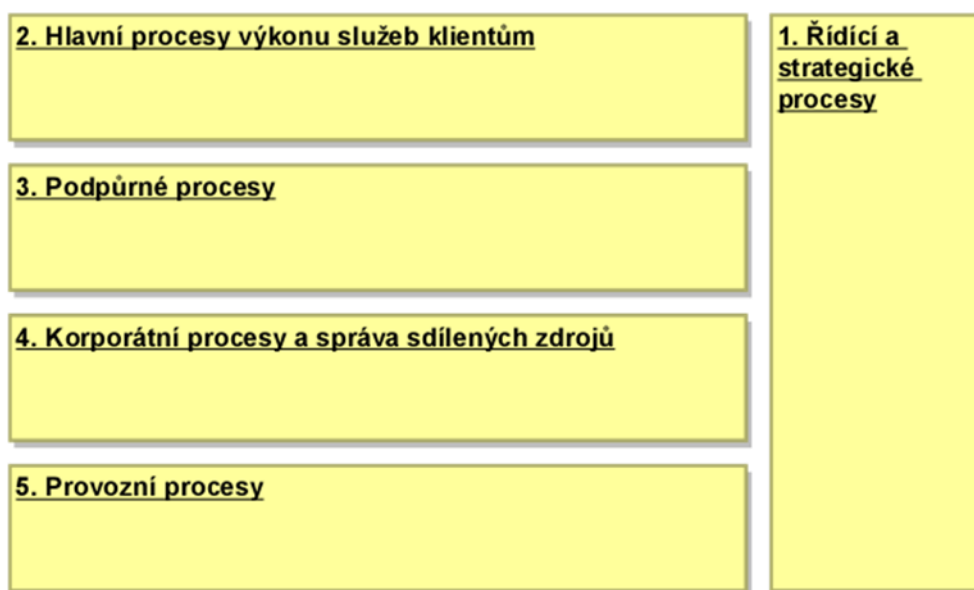 2. Hlavní procesy výkonu služeb klientům
1. Řídící a
strategické
procesy
3. Podpůrné procesy
4. Korporátní procesy a správa sdílených zdrojů
5. Provozní procesy